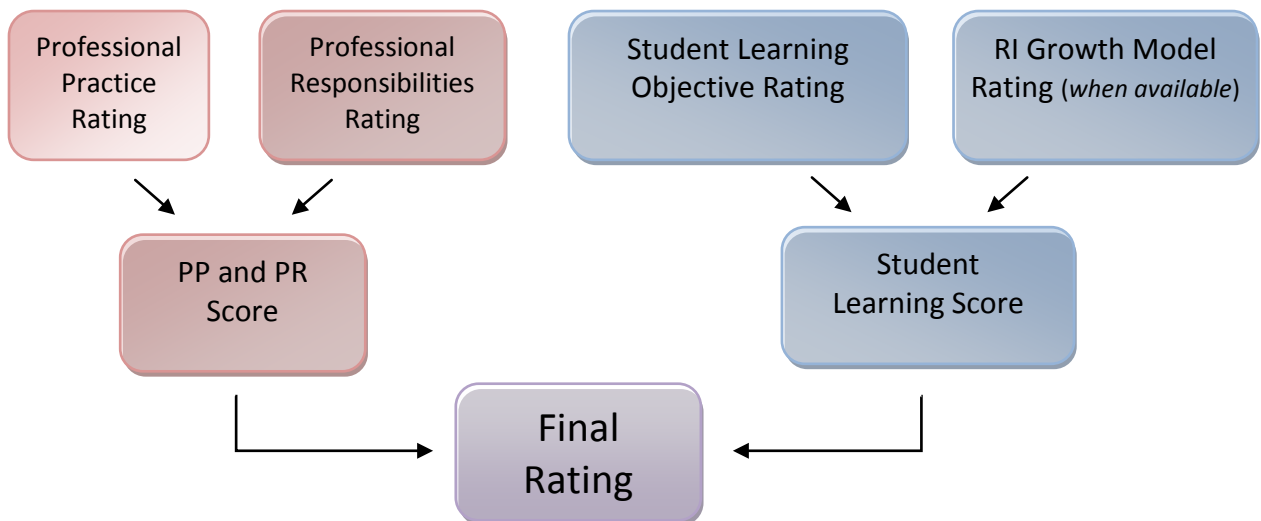 Professional
Practice
Rating
Professional
Responsibilities
Rating
Student Learning
Objective Rating
RI Growth Model
Rating (when available)
PP and PR
Score
Student
Learning Score
Final
Rating